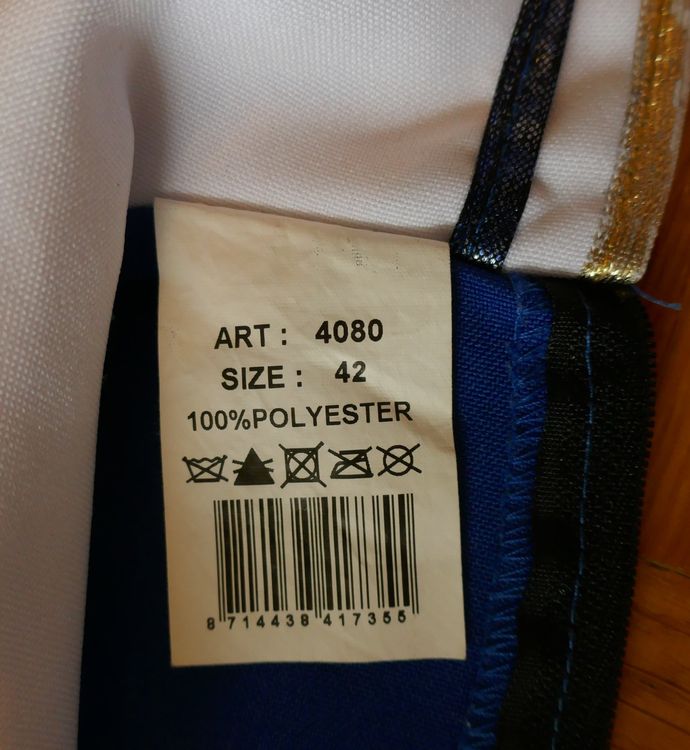 ART : 4080
SIZE : 42
100%POLYESTER
8 714438 417355